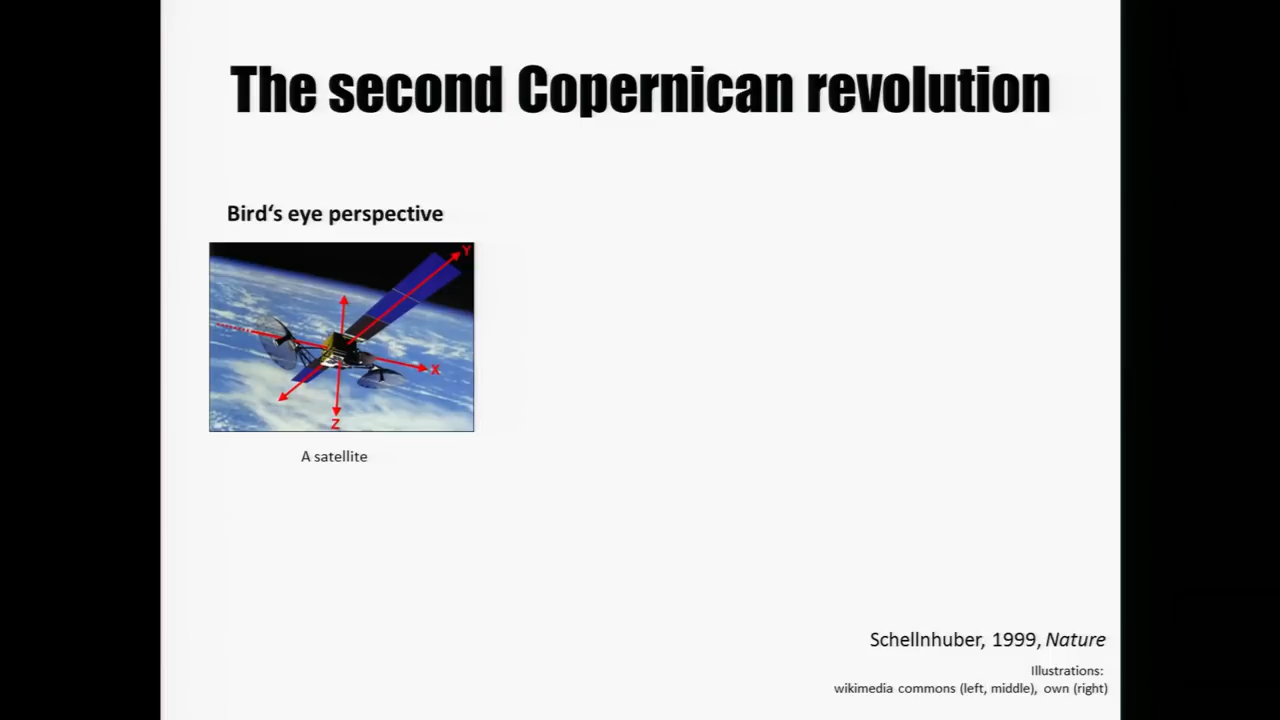 The second Copernican revolution
Bird‘s eye perspective
Y
X
Z
A satellite
Schellnhuber, 1999, Nature
Illustrations:
wikimedia commons (left, middle), own (right)